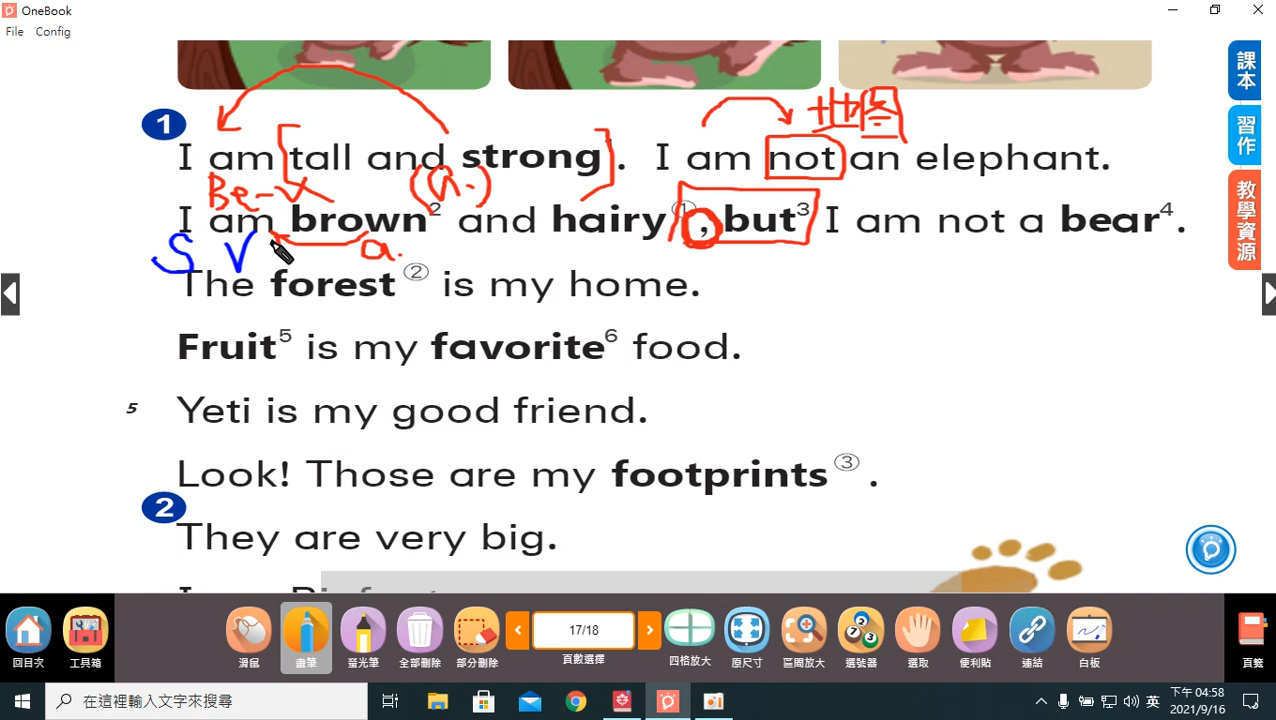 OneBook
File Config
地图
1
I am tall and strong1. I am not an elephant.
Be-V (a.)
I am brown2 and hairy①, but3 I am not a bear4.
S V a.
The forest② is my home.
Fruit5 is my favorite6 food.
5 Yeti is my good friend.
Look! Those are my footprints③.
2
They are very big.
課本
習作
教學資源
17/18
回目次 工具箱 滑鼠 畫筆 螢光筆 全部刪除 部分刪除 頁數選擇 四格放大 原尺寸 區間放大 選號器 選取 便利貼 連結 白板 頁籤
在這裡輸入文字來搜尋
英
下午 04:58
2021/9/16